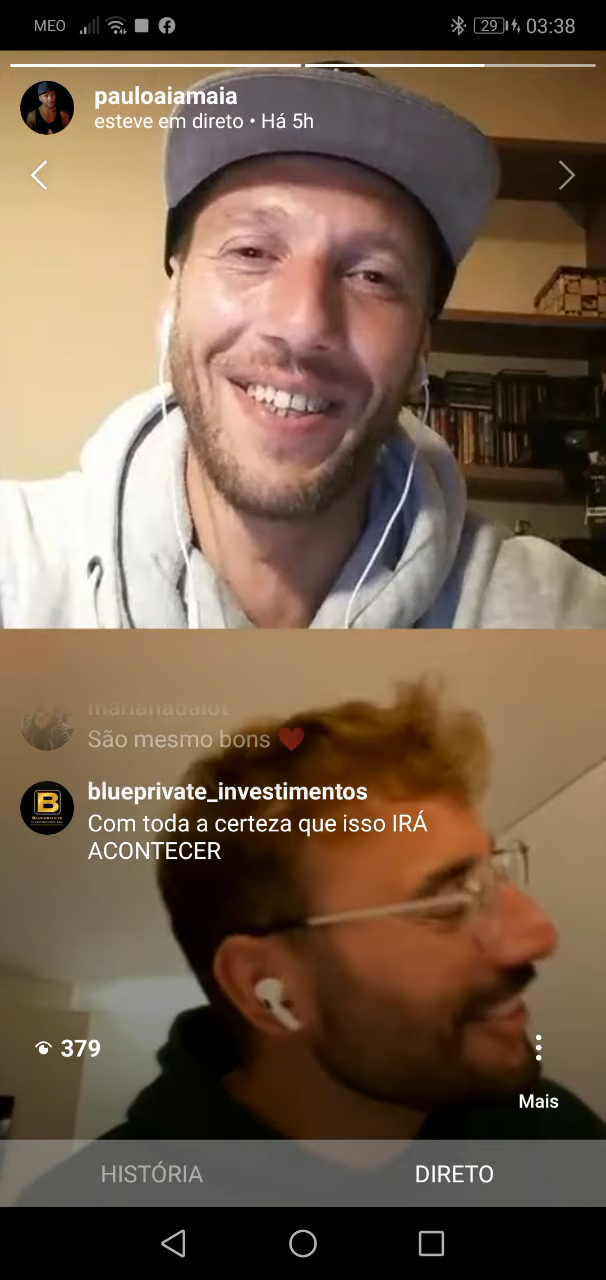 MEO
29
03:38
pauloaiamaia
esteve em direto • Há 5h
marianadalot
São mesmo bons ❤️
blueprivate_investimentos
Com toda a certeza que isso IRÁ
ACONTECER
B
379
Mais
HISTÓRIA
DIRETO